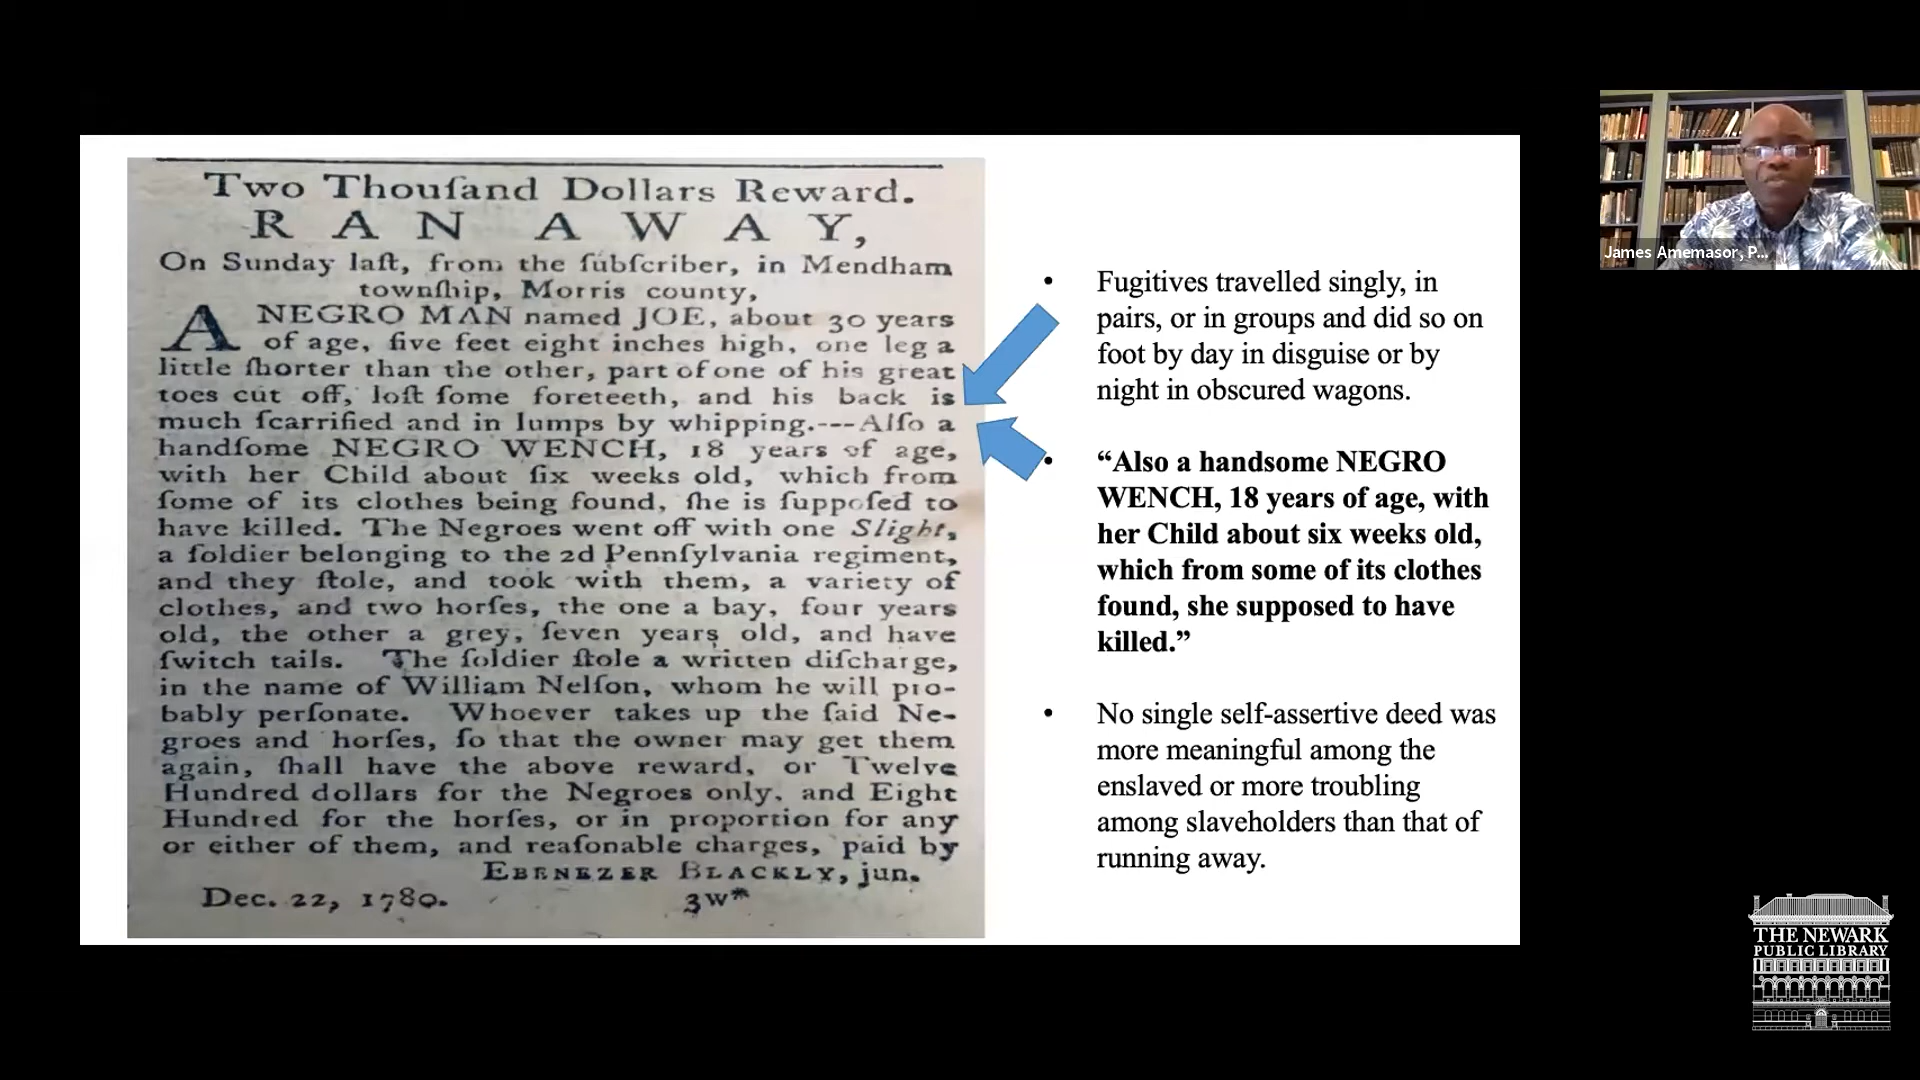 Two Thouſand Dollars Reward.
RAN AWAY,
On Sunday laſt, from the ſubſcriber, in Mendham
townſhip, Morris county,
A NEGRO MAN named JOE, about 30 years
of age, five feet eight inches high, one leg a
little ſhorter than the other, part of one of his great
toes cut off, loſt ſome foreteeth, and his back is
much ſcarrified and in lumps by whipping.---Alſo a
handſome NEGRO WENCH, 18 years of age,
with her Child about ſix weeks old, which from
ſome of its clothes being found, ſhe is ſuppoſed to
have killed. The Negroes went off with one Slight,
a ſoldier belonging to the 2d Pennſylvania regiment,
and they ſtole, and took with them, a variety of
clothes, and two horſes, the one a bay, four years
old, the other a grey, ſeven years old, and have
ſwitch tails. The ſoldier ſtole a written diſcharge,
in the name of William Nelſon, whom he will pro-
bably perſonate. Whoever takes up the ſaid Ne-
groes and horſes, ſo that the owner may get them
again, ſhall have the above reward, or Twelve
Hundred dollars for the Negroes only, and Eight
Hundred for the horſes, or in proportion for any
or either of them, and reaſonable charges, paid by
EBENEZER BLACKLY, jun.
Dec. 22, 1780. 3w*
• Fugitives travelled singly, in
pairs, or in groups and did so on
foot by day in disguise or by
night in obscured wagons.
• “Also a handsome NEGRO
WENCH, 18 years of age, with
her Child about six weeks old,
which from some of its clothes
found, she supposed to have
killed.”
• No single self-assertive deed was
more meaningful among the
enslaved or more troubling
among slaveholders than that of
running away.
James Amemasor, P...
THE NEWARK
PUBLIC LIBRARY